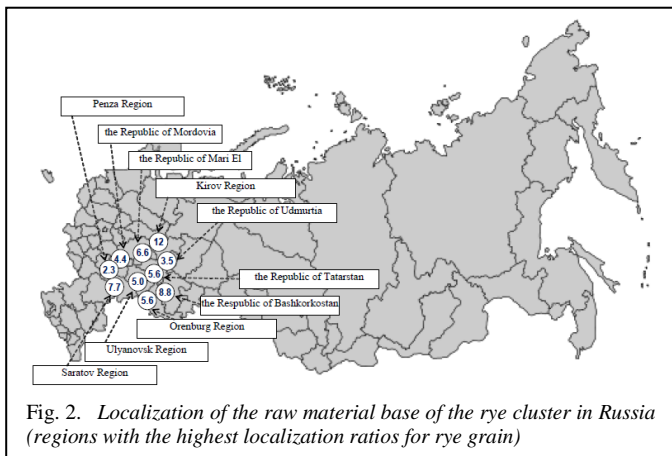 Penza Region
the Republic of Mordovia
the Republic of Mari El
Kirov Region
the Republic of Udmurtia
12
6.6
4.4
3.5
2.3
5.6
5.0
7.7
8.8
5.6
the Republic of Tatarstan
the Respublic of Bashkorkostan
Orenburg Region
Ulyanovsk Region
Saratov Region
Fig. 2. Localization of the raw material base of the rye cluster in Russia
(regions with the highest localization ratios for rye grain)